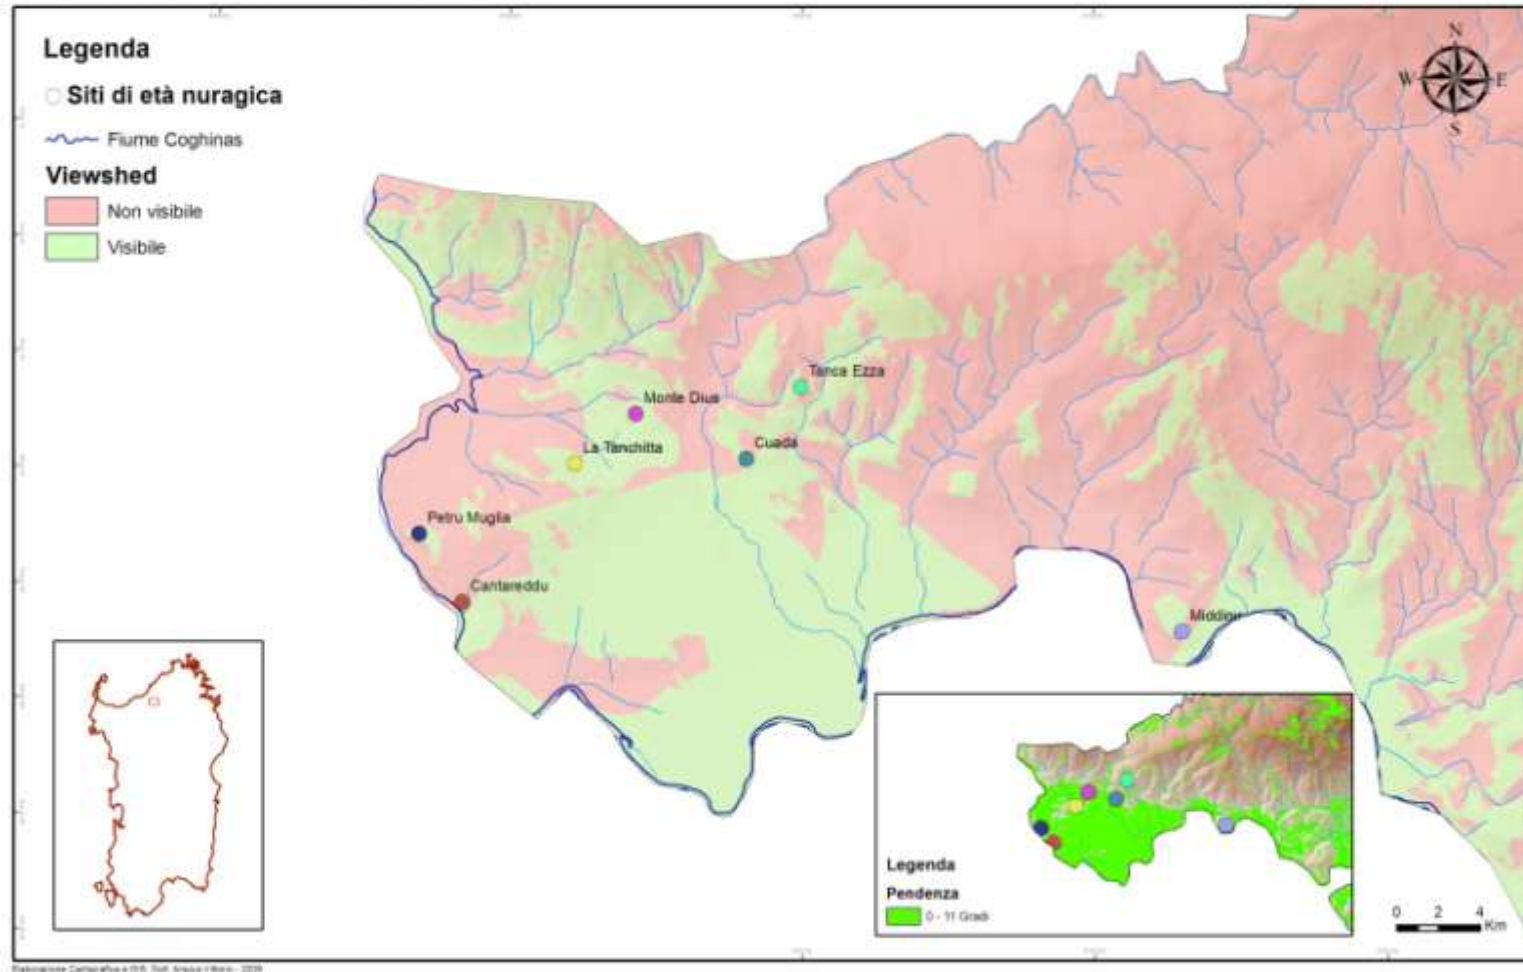 Legenda
Siti di età nuragica
Fiume Coghinas
Viewshed
Non visibile
Visibile
N
W
E
S
Tanca Ezza
Monte Dius
Cuada
La Tanchitta
Petru Muglia
Cantareddu
Middiou
Legenda
Pendenza
0 - 11 Gradi
0 2 4
Km